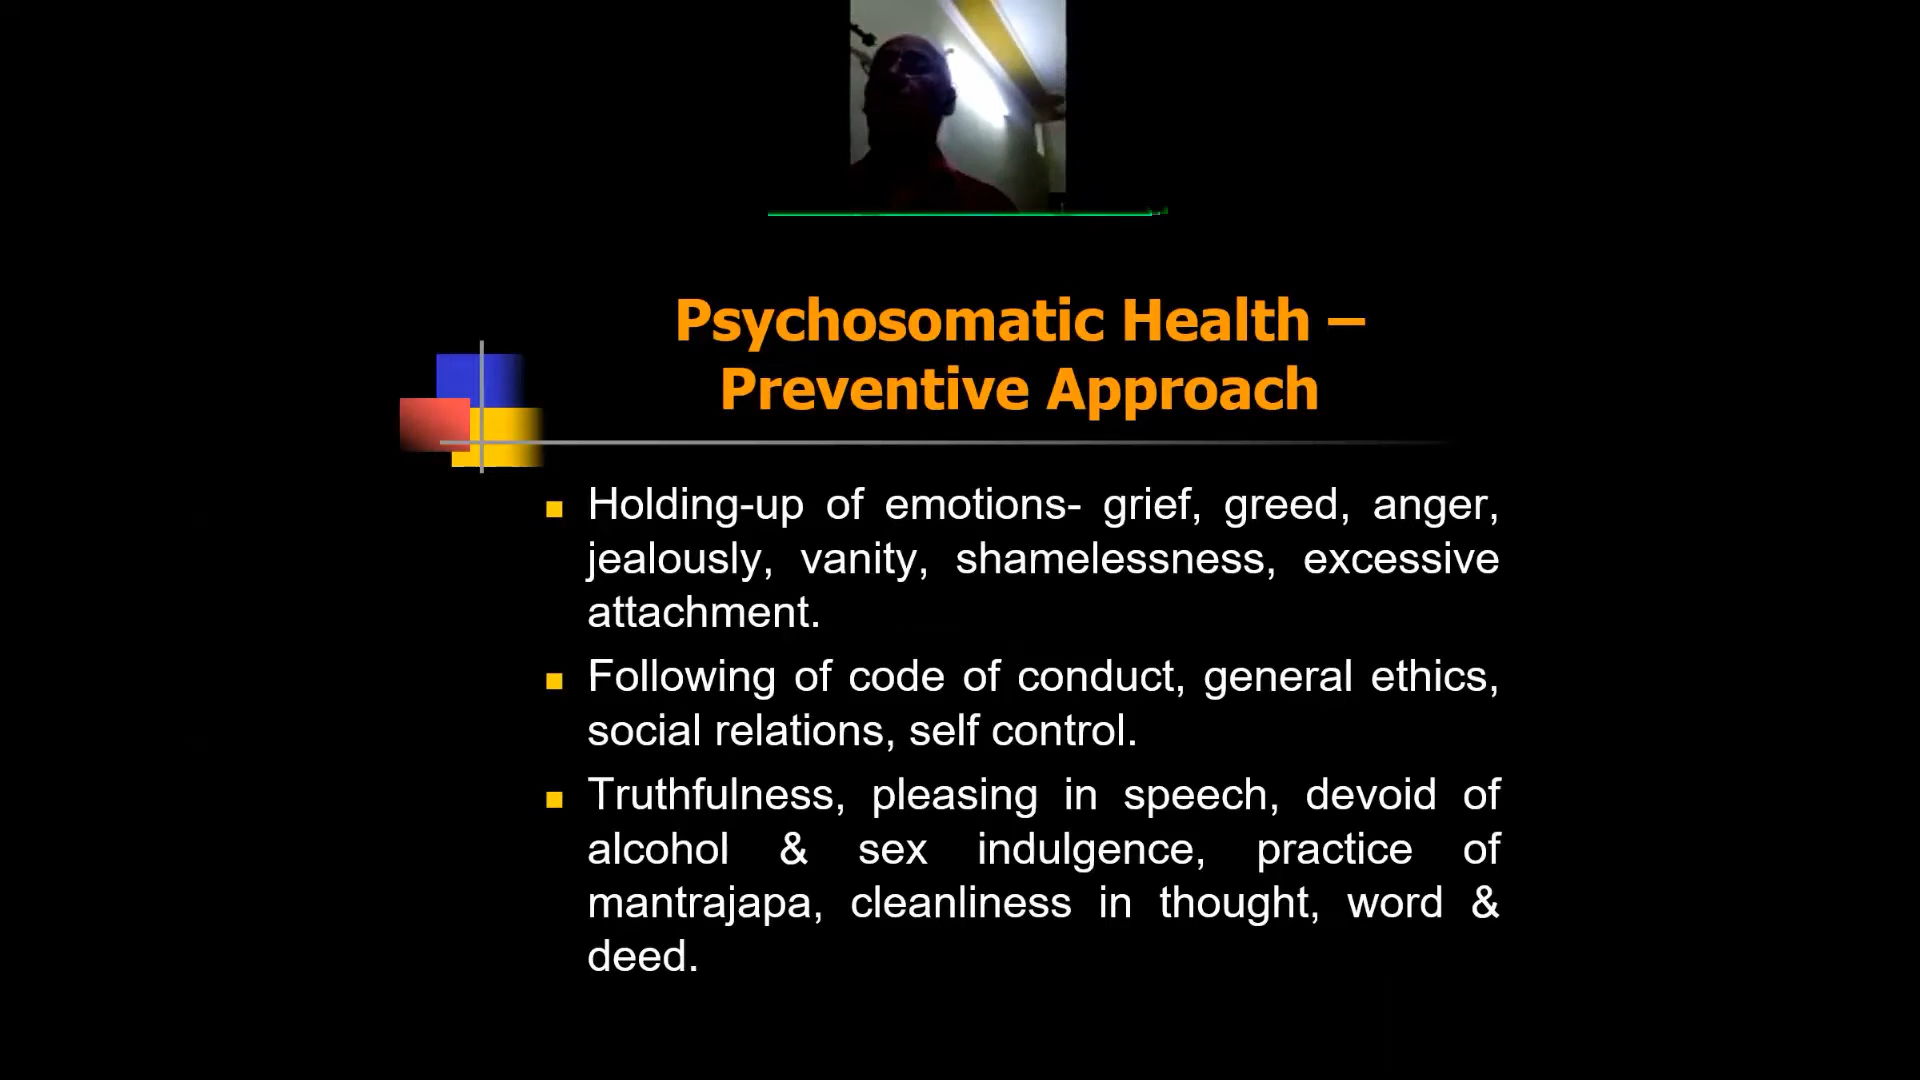 Psychosomatic Health –
Preventive Approach
Holding-up of emotions- grief, greed, anger,
jealously, vanity, shamelessness, excessive
attachment.
Following of code of conduct, general ethics,
social relations, self control.
Truthfulness, pleasing in speech, devoid of
alcohol & sex indulgence, practice of
mantrajapa, cleanliness in thought, word &
deed.